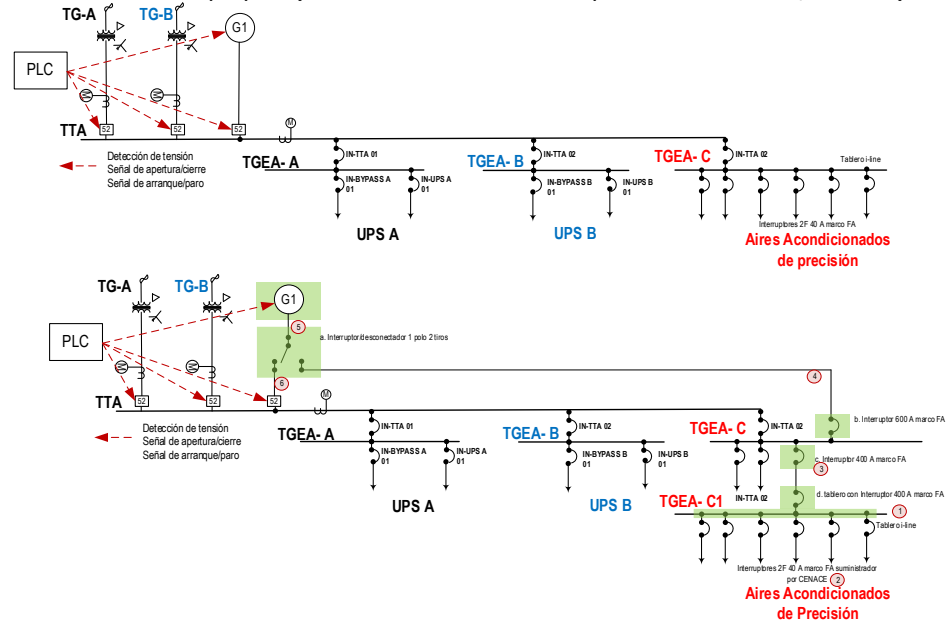 TG-A
TG-B
G1
PLC
52
52
52
M
TTA
Detección de tensión
Señal de apertura/cierre
Señal de arranque/paro
TGEA- A
IN-TTA 01
IN-BYPASS A
01
IN-UPS A
01
UPS A
TGEA- B
IN-TTA 02
IN-BYPASS B
01
IN-UPS B
01
UPS B
TGEA- C
IN-TTA 02
Tablero i-line
Interruptores 2F 40 A marco FA
Aires Acondicionados
de precisión
TG-A
TG-B
G1
PLC
5
a. Interruptor/desconectador 1 polo 2 tiros
6
4
52
52
52
M
TTA
Detección de tensión
Señal de apertura/cierre
Señal de arranque/paro
TGEA- A
IN-TTA 01
IN-BYPASS A
01
IN-UPS A
01
UPS A
TGEA- B
IN-TTA 02
IN-BYPASS B
01
IN-UPS B
01
UPS B
TGEA- C
IN-TTA 02
b. Interruptor 600 A marco FA
c. Interruptor 400 A marco FA
3
IN-TTA 02
d. tablero con Interruptor 400 A marco FA
TGEA- C1
1
Tablero i-line
Interruptores 2F 40 A marco FA suministrador
por CENACE
2
Aires Acondicionados
de Precisión